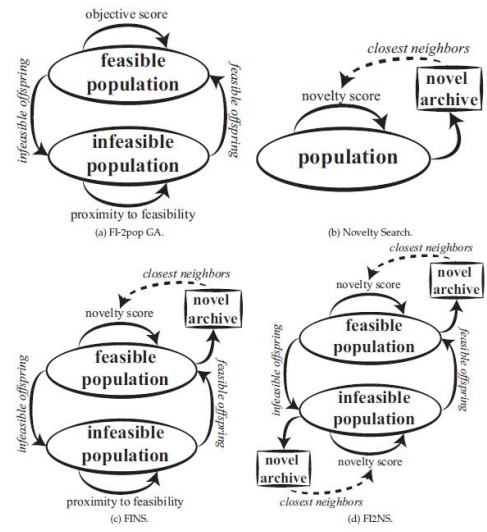 objective score
feasible
population
infeasible offspring
feasible offspring
infeasible
population
proximity to feasibility
(a) FI-2pop GA.
closest neighbors
novel
archive
novelty score
population
(b) Novelty Search.
closest neighbors
novel
archive
novelty score
feasible
population
infeasible offspring
feasible offspring
infeasible
population
proximity to feasibility
(c) FINS.
closest neighbors
novel
archive
novelty score
feasible
population
infeasible offspring
feasible offspring
infeasible
population
novel
archive
novelty score
closest neighbors
(d) FI2NS.